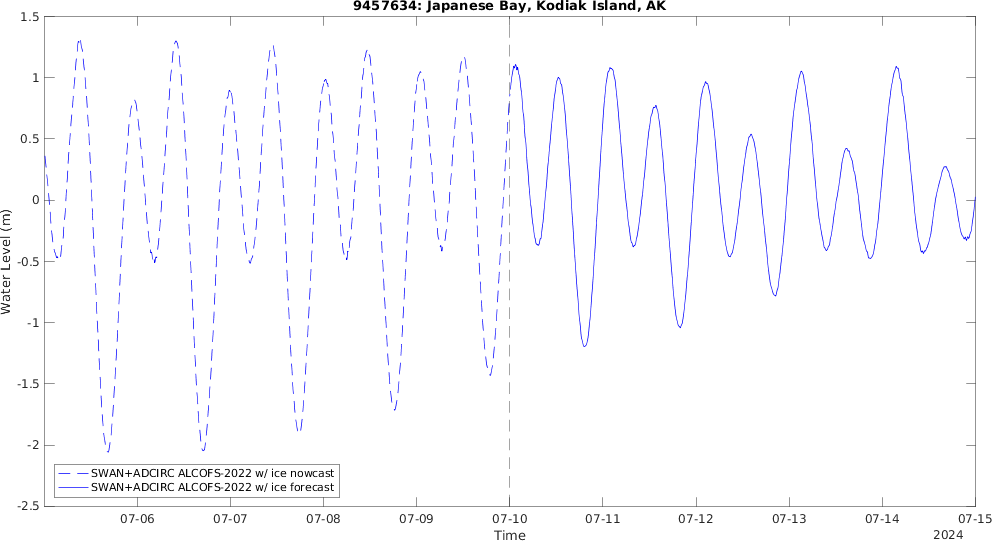 9457634: Japanese Bay, Kodiak Island, AK
1.5
1
0.5
0
-0.5
-1
-1.5
-2
-2.5
Water Level (m)
SWAN+ADCIRC ALCOFS-2022 w/ ice nowcast
SWAN+ADCIRC ALCOFS-2022 w/ ice forecast
07-06 07-07 07-08 07-09 07-10 07-11 07-12 07-13 07-14 07-15
Time
2024